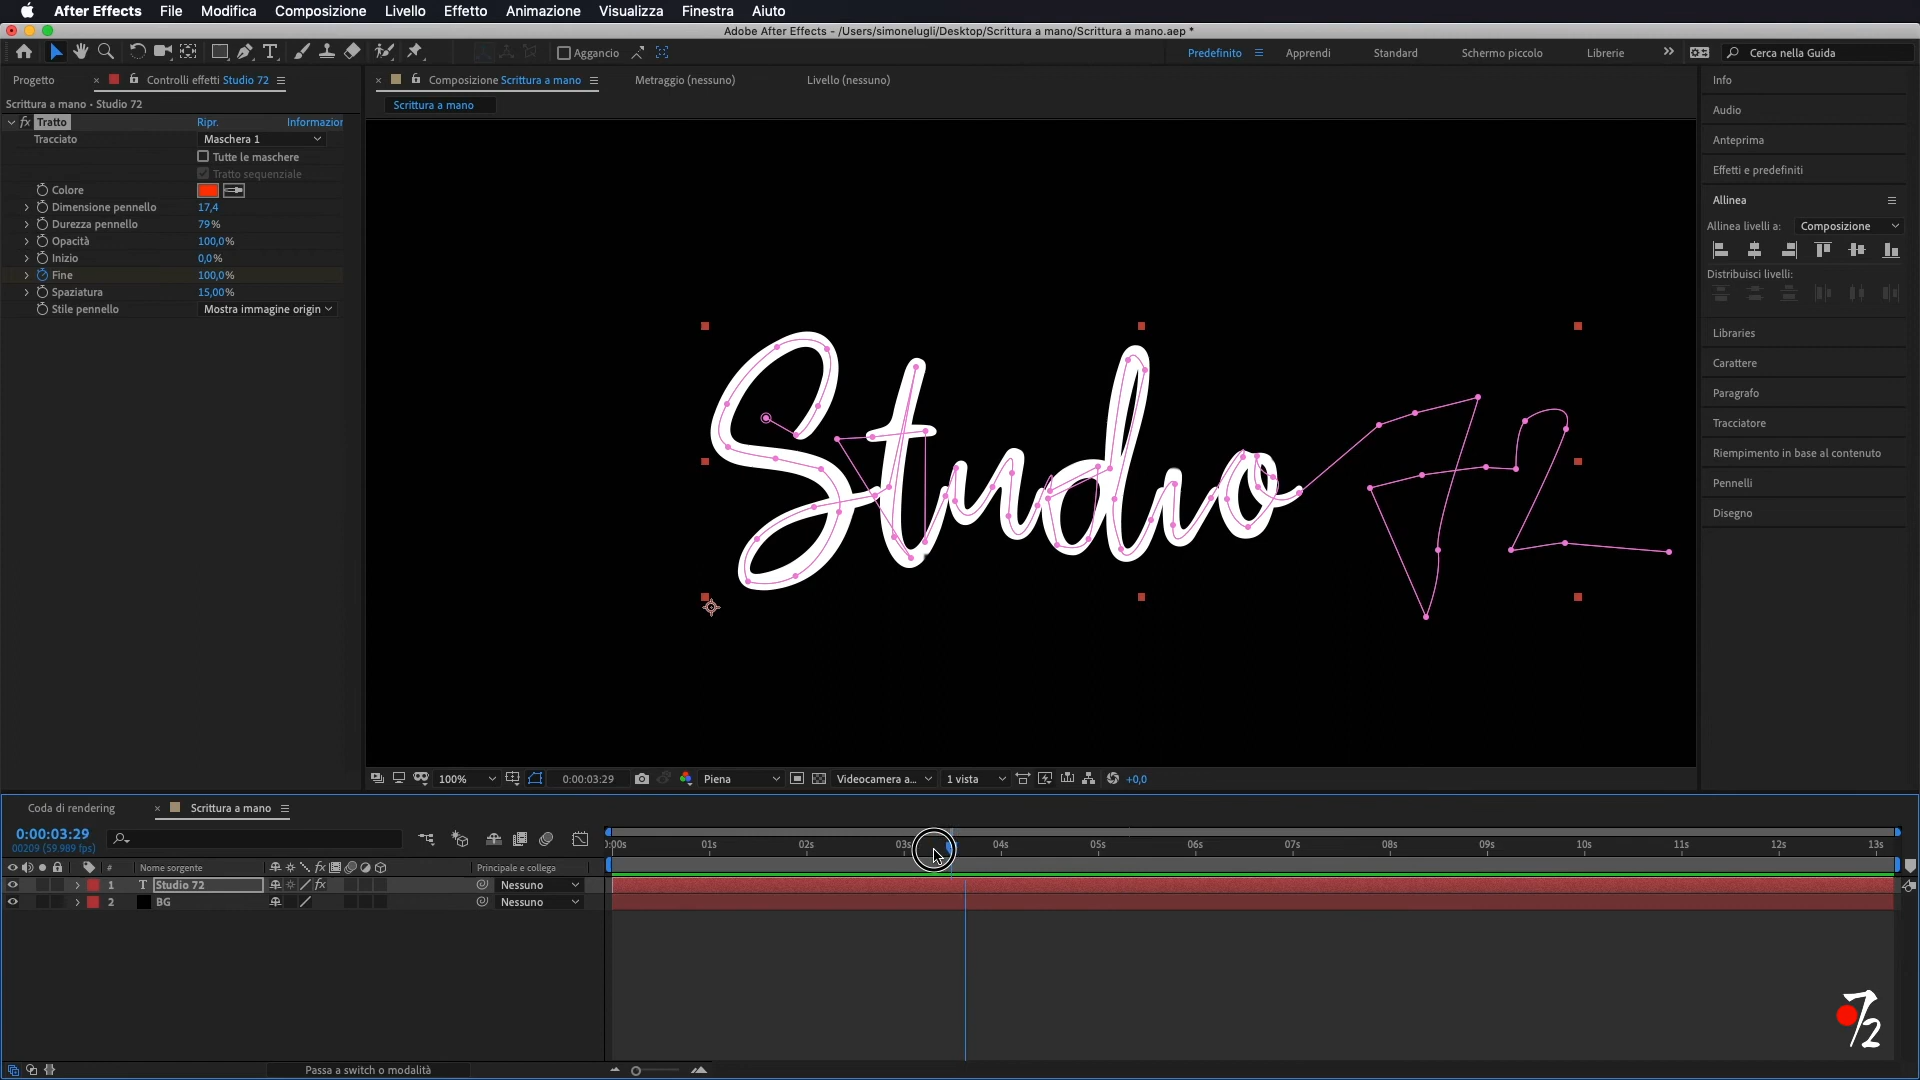 After Effects File Modifica Composizione Livello Effetto Animazione Visualizza Finestra Aiuto
Adobe After Effects - /Users/simonelugli/Desktop/Scrittura a mano/Scrittura a mano.aep *
T Aggancio Predefinito Apprendi Standard Schermo piccolo Librerie Cerca nella Guida
Progetto Controlli effetti Studio 72 Composizione Scrittura a mano Metraggio (nessuno) Livello (nessuno) Info
Scrittura a mano - Studio 72
Scrittura a mano
fx Tratto Ripr. Informazior
Tracciato Maschera 1
Tutte le maschere
Tratto sequenziale
Colore
Dimensione pennello 17,4
Durezza pennello 79%
Opacità 100,0%
Inizio 0,0%
Fine 100,0%
Spaziatura 15,00%
Stile pennello Mostra immagine origin
Studio
Audio
Anteprima
Effetti e predefiniti
Allinea
Allinea livelli a: Composizione
Distribuisci livelli:
Libraries
Carattere
Paragrafo
Tracciatore
Riempimento in base al contenuto
Pennelli
Disegno
100% 0:00:03:29 Piena Videocamera a... 1 vista +0,0
Coda di rendering Scrittura a mano
0:00:03:29
00209 (59.989 fps)
):00s 01s 02s 03s 04s 05s 06s 07s 08s 09s 10s 11s 12s 13s
# Nome sorgente fx Principale e collega
1 T Studio 72 fx Nessuno
2 BG Nessuno
Passa a switch o modalità
72